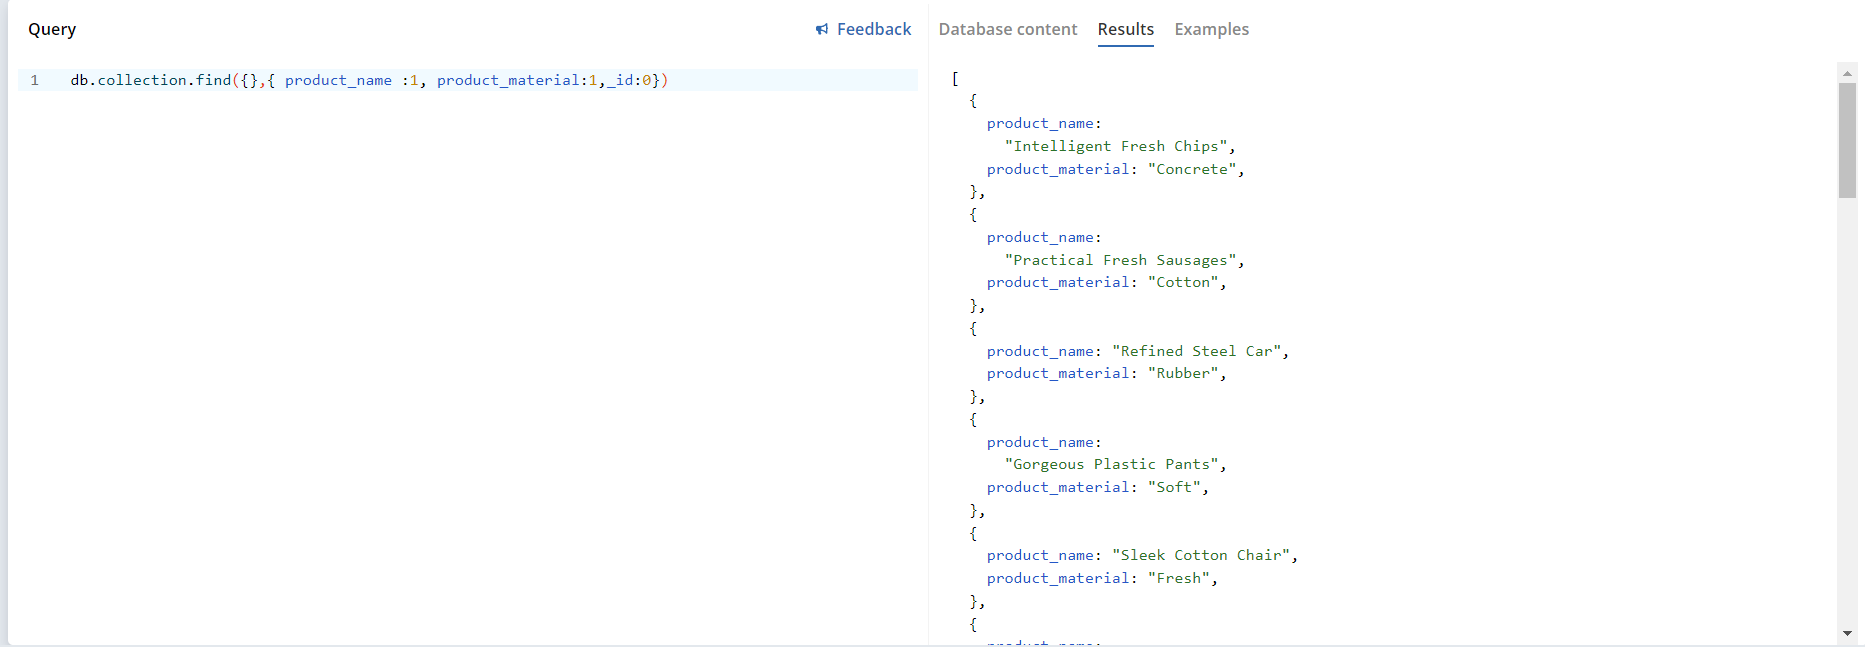 Query
Feedback
1 db.collection.find({},{ product_name :1, product_material:1,_id:0})
Database content Results Examples
[
{
product_name:
"Intelligent Fresh Chips",
product_material: "Concrete",
},
{
product_name:
"Practical Fresh Sausages",
product_material: "Cotton",
},
{
product_name: "Refined Steel Car",
product_material: "Rubber",
},
{
product_name:
"Gorgeous Plastic Pants",
product_material: "Soft",
},
{
product_name: "Sleek Cotton Chair",
product_material: "Fresh",
},
{
product_name: